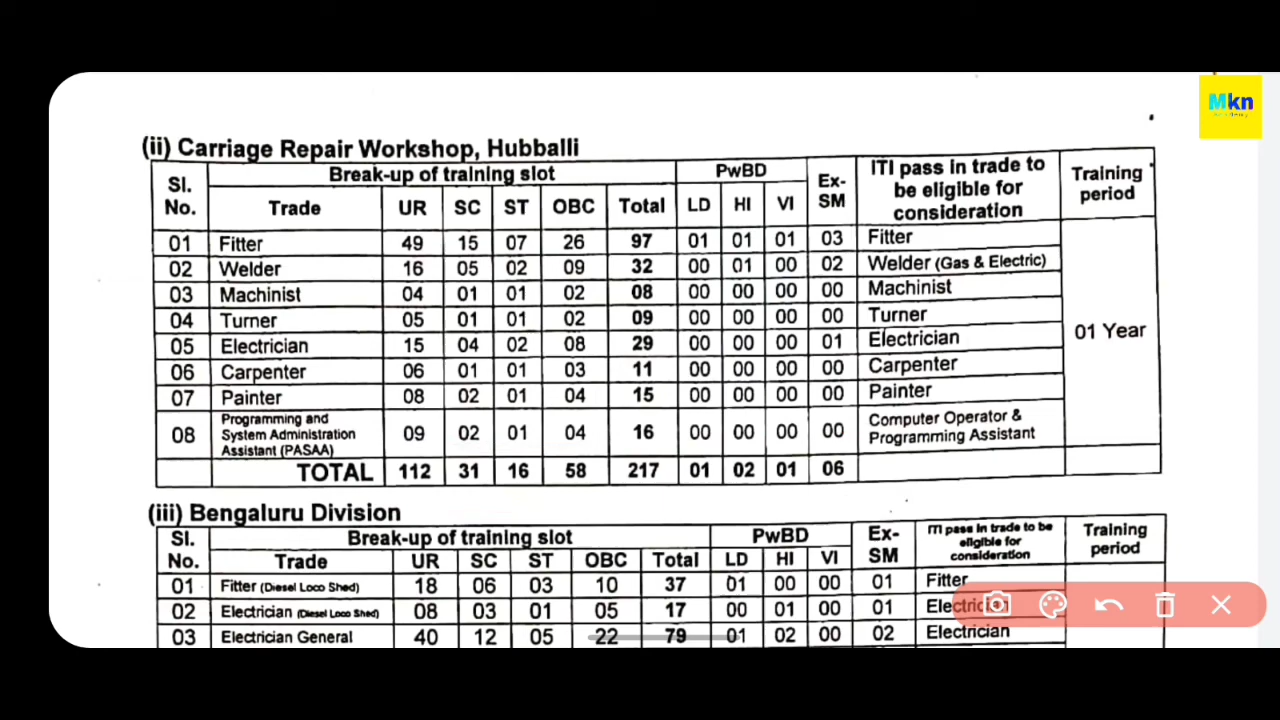 Mkn
Academy
(ii) Carriage Repair Workshop, Hubballi
Sl. No. Break-up of training slot PwBD Ex-SM ITI pass in trade to be eligible for consideration Training period
Trade UR SC ST OBC Total LD HI VI
01 Fitter 49 15 07 26 97 01 01 01 03 Fitter
02 Welder 16 05 02 09 32 00 01 00 02 Welder (Gas & Electric)
03 Machinist 04 01 01 02 08 00 00 00 00 Machinist
04 Turner 05 01 01 02 09 00 00 00 00 Turner
05 Electrician 15 04 02 08 29 00 00 00 01 Electrician 01 Year
06 Carpenter 06 01 01 03 11 00 00 00 00 Carpenter
07 Painter 08 02 01 04 15 00 00 00 00 Painter
08 Programming and System Administration Assistant (PASAA) 09 02 01 04 16 00 00 00 00 Computer Operator & Programming Assistant
TOTAL 112 31 16 58 217 01 02 01 06
(iii) Bengaluru Division
Sl. No. Break-up of training slot PwBD Ex-SM ITI pass in trade to be eligible for consideration Training period
Trade UR SC ST OBC Total LD HI VI
01 Fitter (Diesel Loco Shed) 18 06 03 10 37 01 00 00 01 Fitter
02 Electrician (Diesel Loco Shed) 08 03 01 05 17 00 01 00 01
03 Electrician General 40 12 05 22 79 01 02 00 02 Electrician